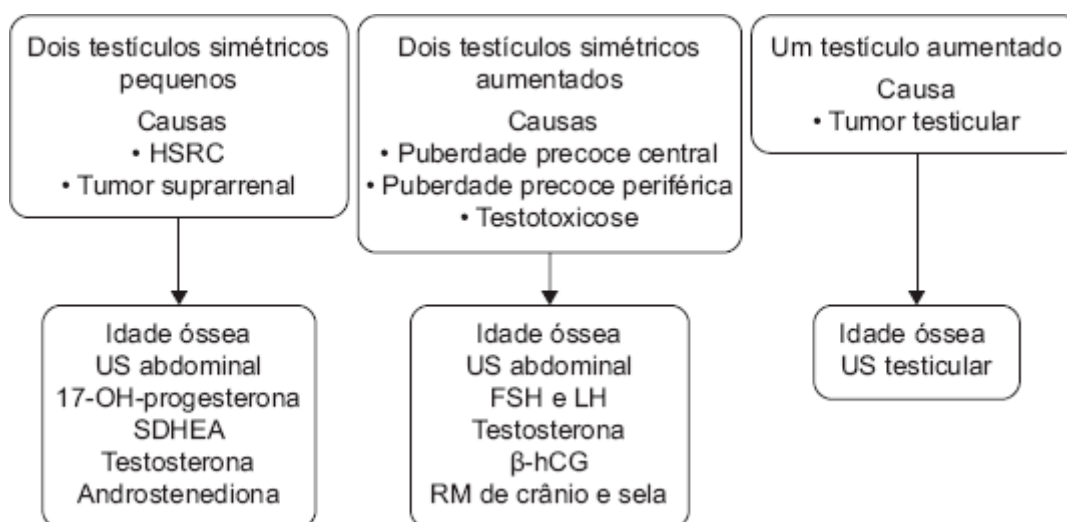 Dois testículos simétricos
pequenos
Causas
• HSRC
• Tumor suprarrenal
Idade óssea
US abdominal
17-OH-progesterona
SDHEA
Testosterona
Androstenediona
Dois testículos simétricos
aumentados
Causas
• Puberdade precoce central
• Puberdade precoce periférica
• Testotoxicose
Idade óssea
US abdominal
FSH e LH
Testosterona
β-hCG
RM de crânio e sela
Um testículo aumentado
Causa
• Tumor testicular
Idade óssea
US testicular